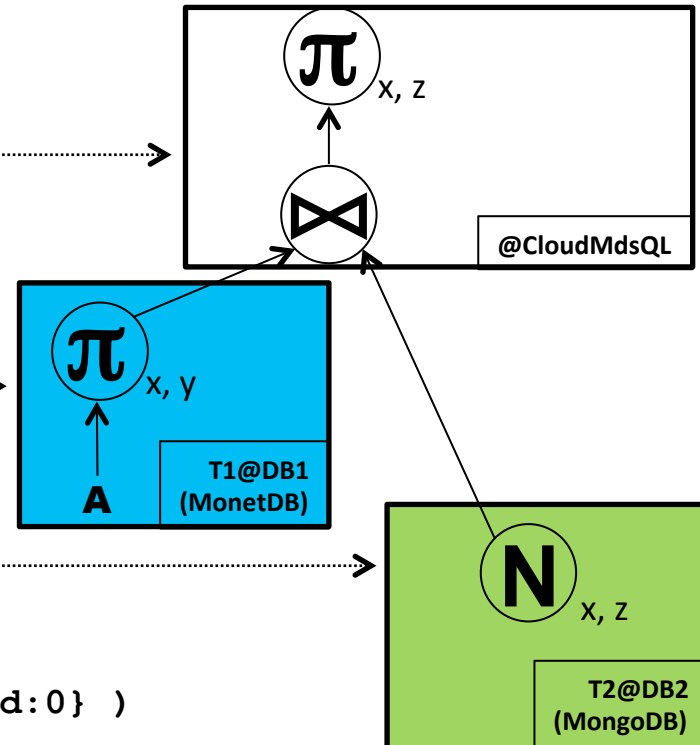 π x, z
⋈
@CloudMdsQL
π x, y
A
T1@DB1
(MonetDB)
N x, z
d:0} )
T2@DB2
(MongoDB)